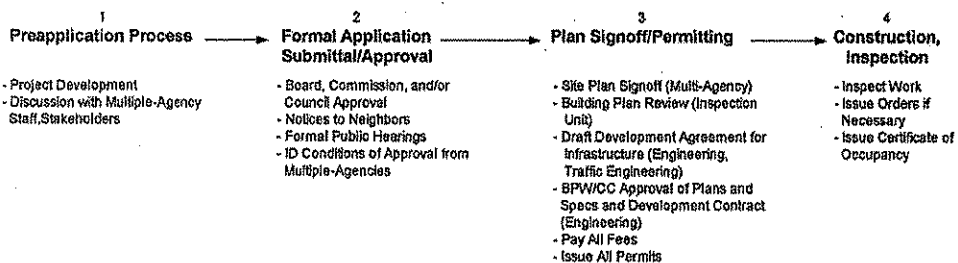 1
Preapplication Process
- Project Development
- Discussion with Multiple-Agency
Staff,Stakeholders
2
Formal Application
Submittal/Approval
- Board, Commission, and/or
Council Approval
- Notices to Neighbors
- Formal Public Hearings
- ID Conditions of Approval from
Multiple-Agencies
3
Plan Signoff/Permitting
- Site Plan Signoff (Multi-Agency)
- Building Plan Review (Inspection
Unit)
- Draft Development Agreement for
Infrastructure (Engineering,
Traffic Engineering)
- BPW/CC Approval of Plans and
Specs and Development Contract
(Engineering)
- Pay All Fees
- Issue All Permits
4
Construction,
Inspection
- Inspect Work
- Issue Orders if
Necessary
- Issue Certificate of
Occupancy